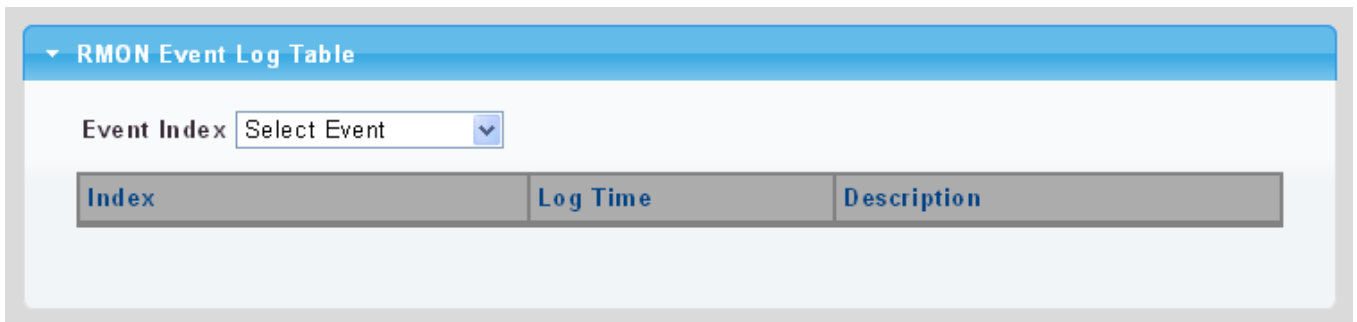 RMON Event Log Table
Event Index Select Event
Index Log Time Description